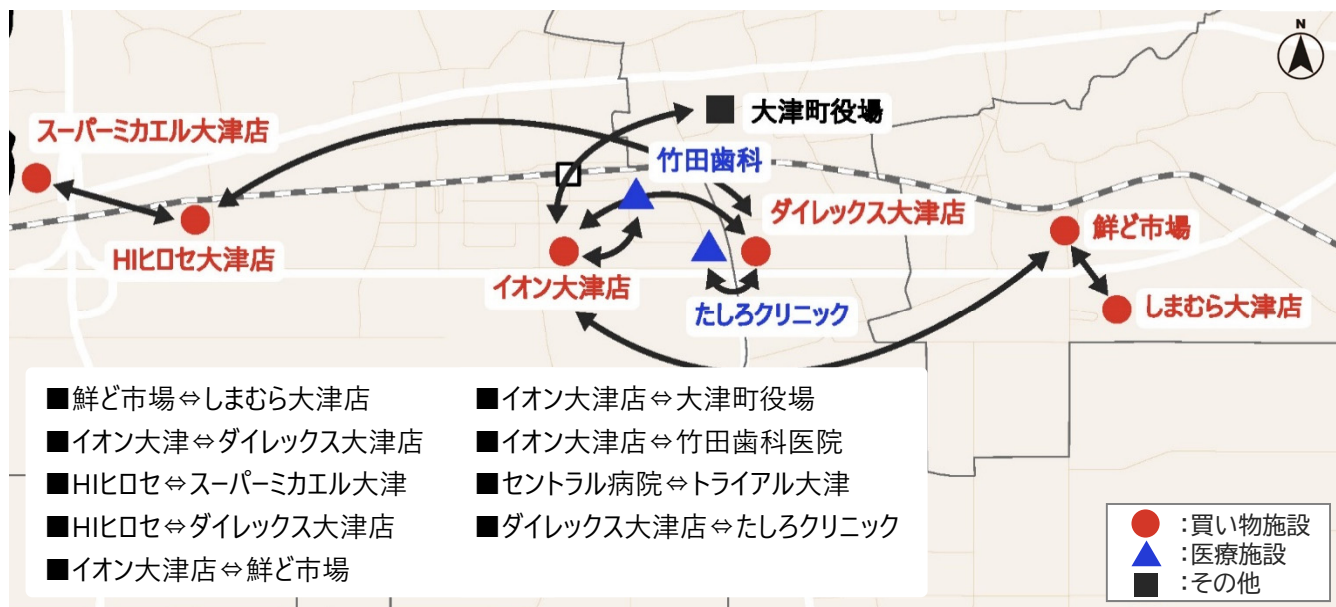 N
大津町役場
スーパーミカエル大津店
竹田歯科
ダイレックス大津店
鮮ど市場
HIヒロセ大津店
イオン大津店
たしろクリニック
しまむら大津店
■鮮ど市場⇔しまむら大津店
■イオン大津⇔ダイレックス大津店
■HIヒロセ⇔スーパーミカエル大津
■HIヒロセ⇔ダイレックス大津店
■イオン大津店⇔鮮ど市場
■イオン大津店⇔大津町役場
■イオン大津店⇔竹田歯科医院
■セントラル病院⇔トライアル大津
■ダイレックス大津店⇔たしろクリニック
:買い物施設
:医療施設
:その他